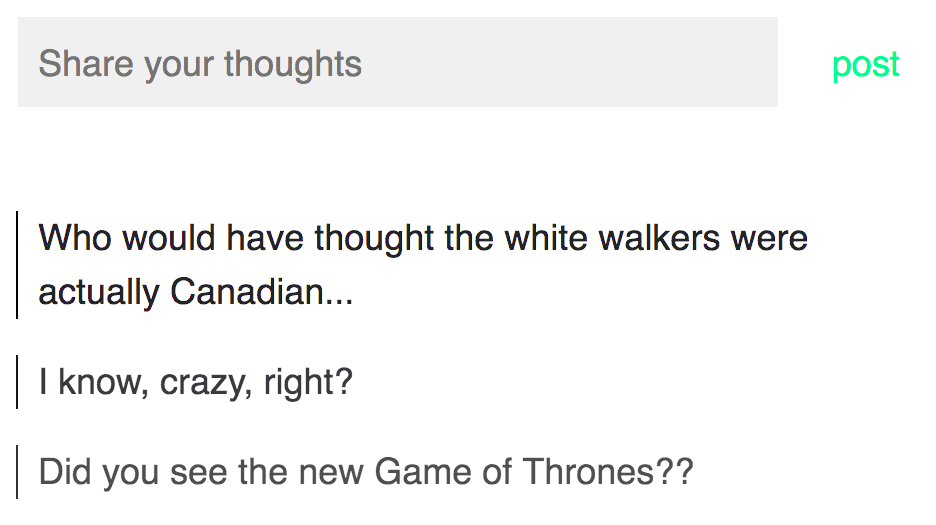 Share your thoughts
post
Who would have thought the white walkers were
actually Canadian...
I know, crazy, right?
Did you see the new Game of Thrones??